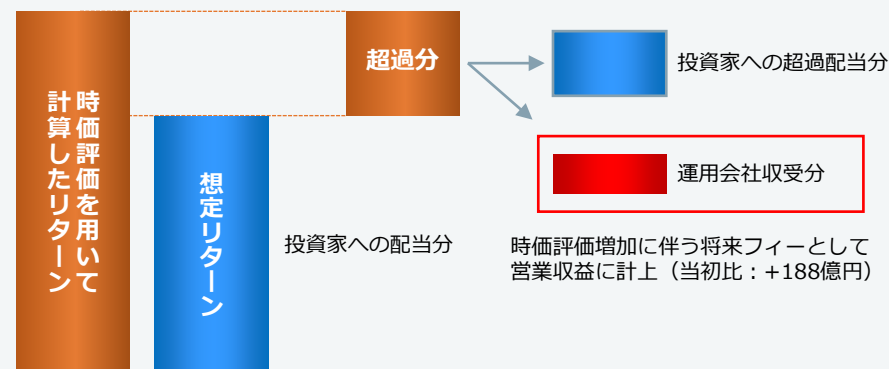 時価評価を用いて
計算したリターン
想定リターン
投資家への配当分
超過分
投資家への超過配当分
運用会社収受分
時価評価増加に伴う将来フィーとして
営業収益に計上（当初比：+188億円）